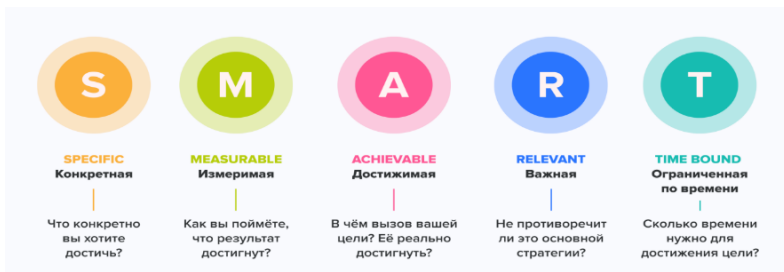 S M A R T
SPECIFIC
Конкретная
Что конкретно
вы хотите
достичь?
MEASURABLE
Измеримая
Как вы поймёте,
что результат
достигнут?
ACHIEVABLE
Достижимая
В чём вызов вашей
цели? Её реально
достигнуть?
RELEVANT
Важная
Не противоречит
ли это основной
стратегии?
TIME BOUND
Ограниченная
по времени
Сколько времени
нужно для
достижения цели?